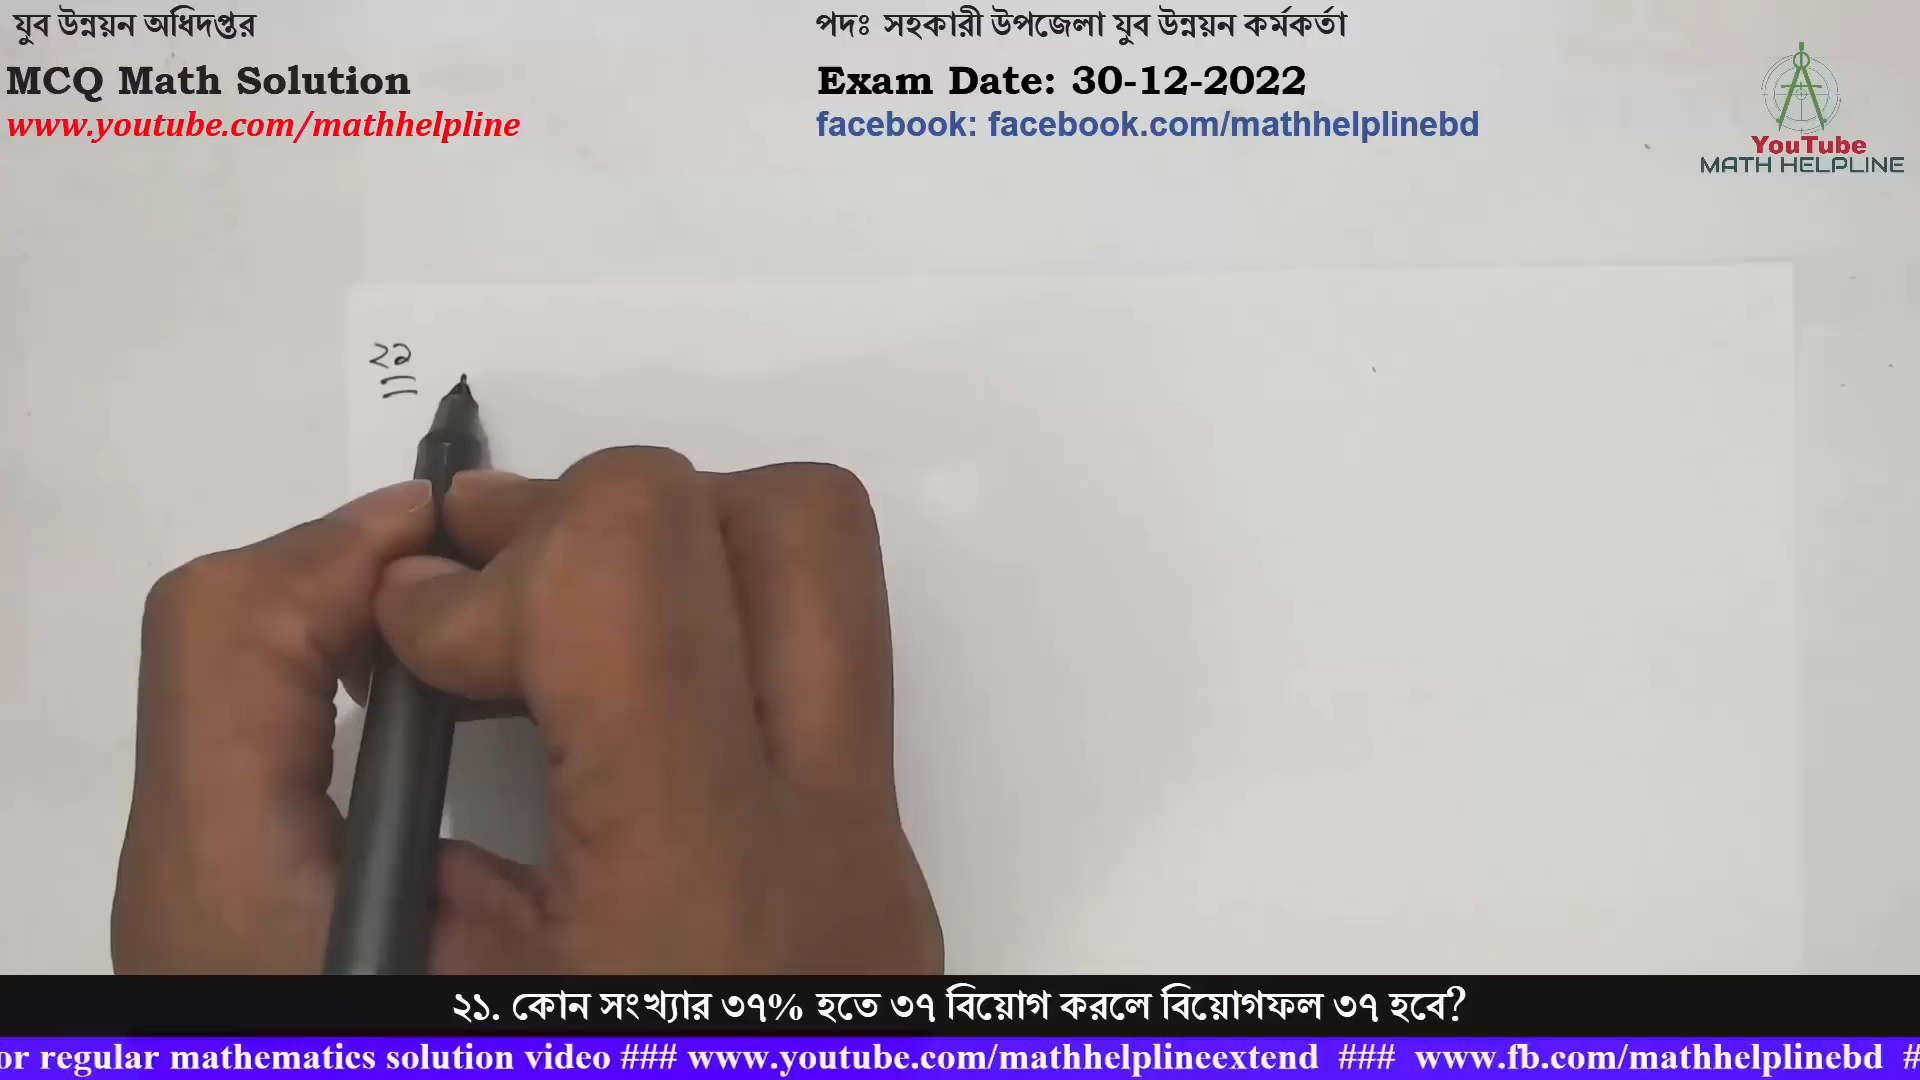 যুব উন্নয়ন অধিদপ্তর
পদঃ সহকারী উপজেলা যুব উন্নয়ন কর্মকর্তা
MCQ Math Solution
Exam Date: 30-12-2022
www.youtube.com/mathhelpline
facebook: facebook.com/mathhelplinebd
YouTube
MATH HELPLINE
২১
২১. কোন সংখ্যার ৩৭% হতে ৩৭ বিয়োগ করলে বিয়োগফল ৩৭ হবে?
or regular mathematics solution video ### www.youtube.com/mathhelplineextend ### www.fb.com/mathhelplinebd #